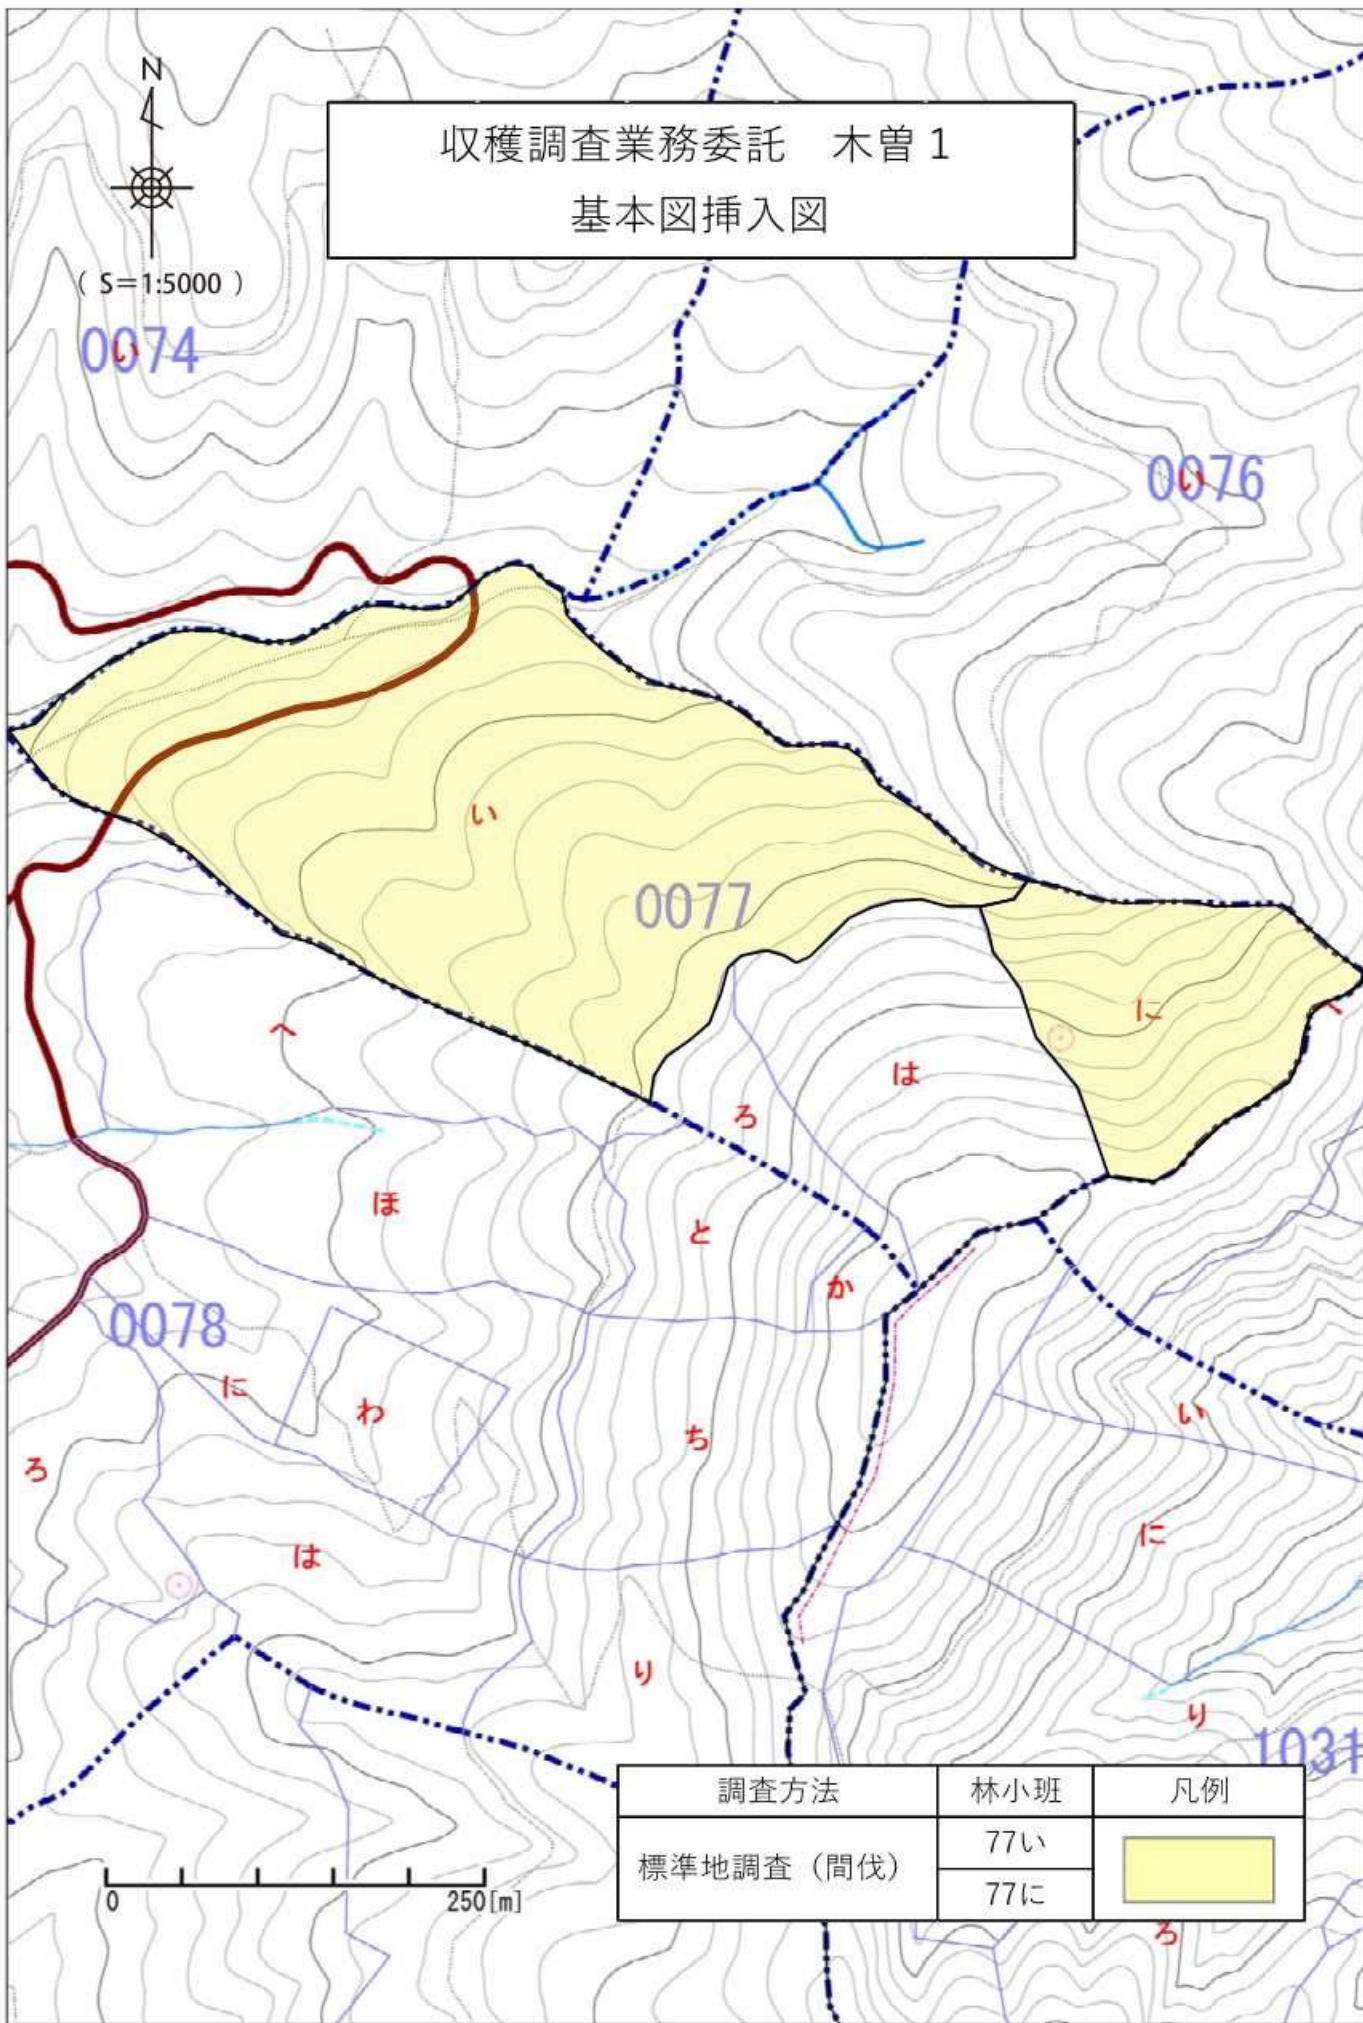 N
収穫調査業務委託　木曽1
基本図挿入図
( S=1:5000 )
0074
い
0076
い
い
0077
に
へ
へ
は
ろ
ほ
と
か
0078
に
わ
い
ち
ろ
に
は
り
り
1031
調査方法 林小班 凡例
標準地調査（間伐）
77い
77に
0 250[m]
ろ